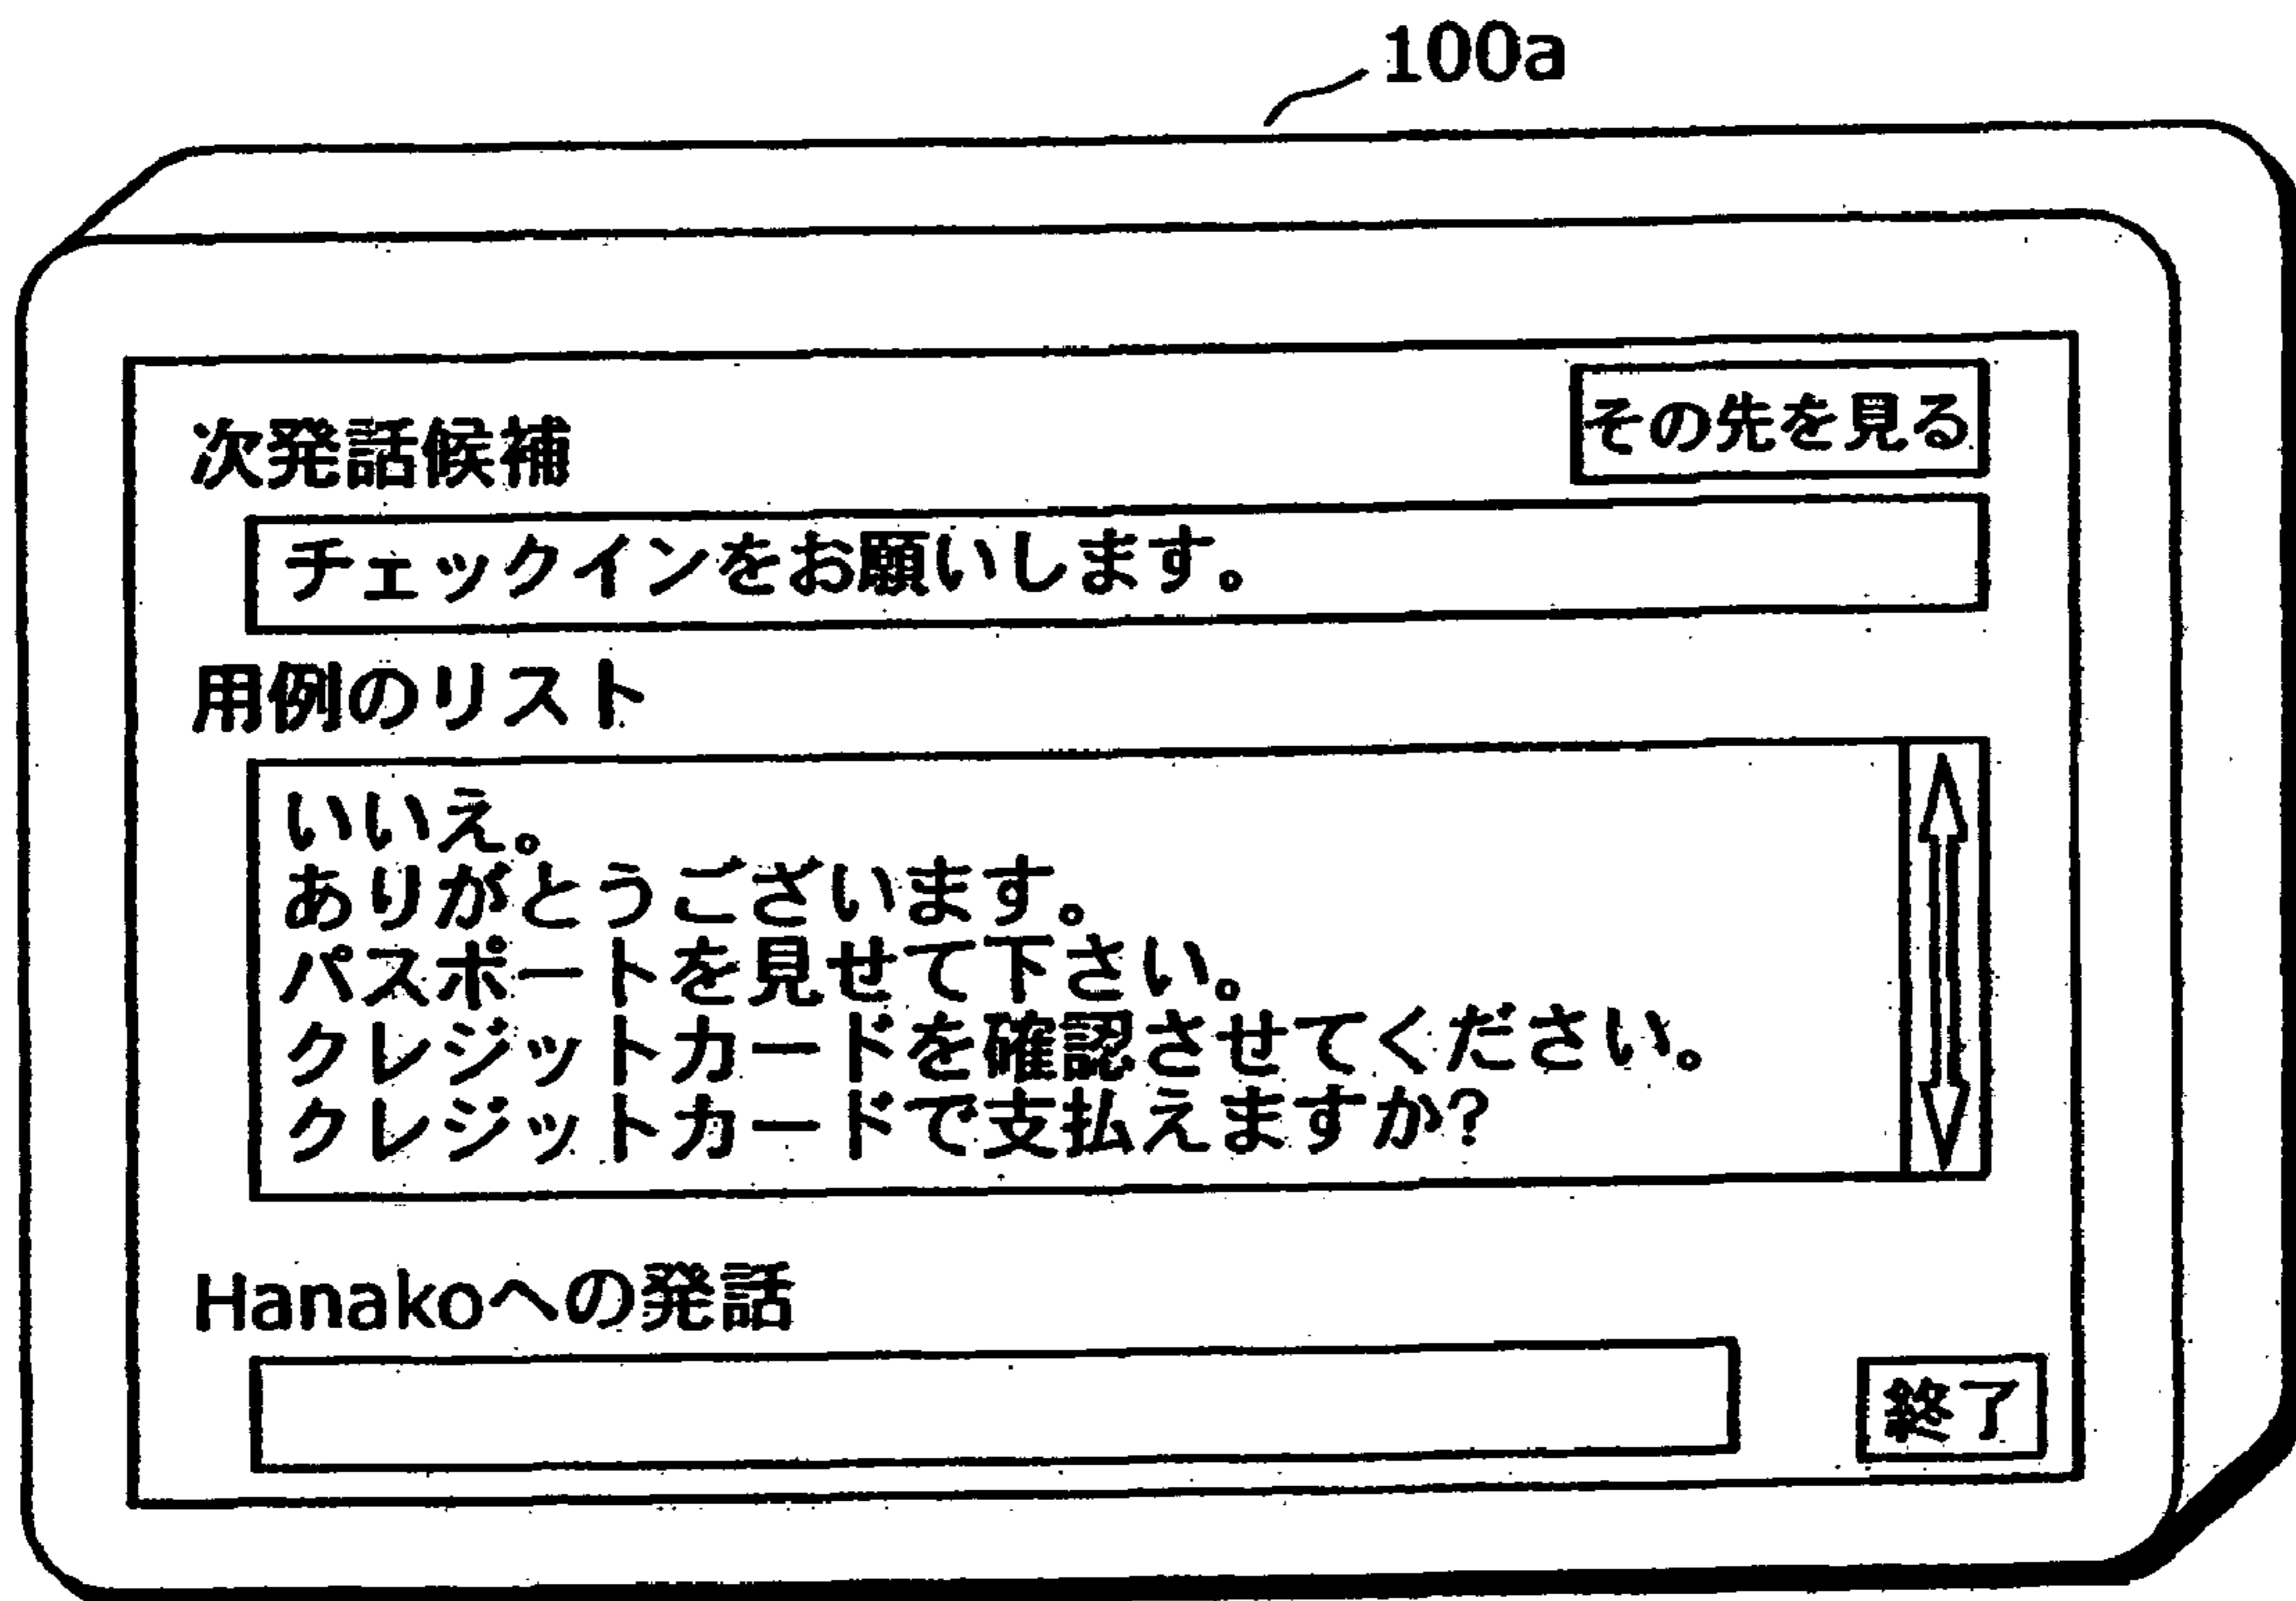 100a
その先を見る
次発話候補
チェックインをお願いします。
用例のリスト
いいえ。
ありがとうございます。
パスポートを見せて下さい。
クレジットカードを確認させてください。
クレジットカードで支払えますか?
Hanakoへの発話
終了